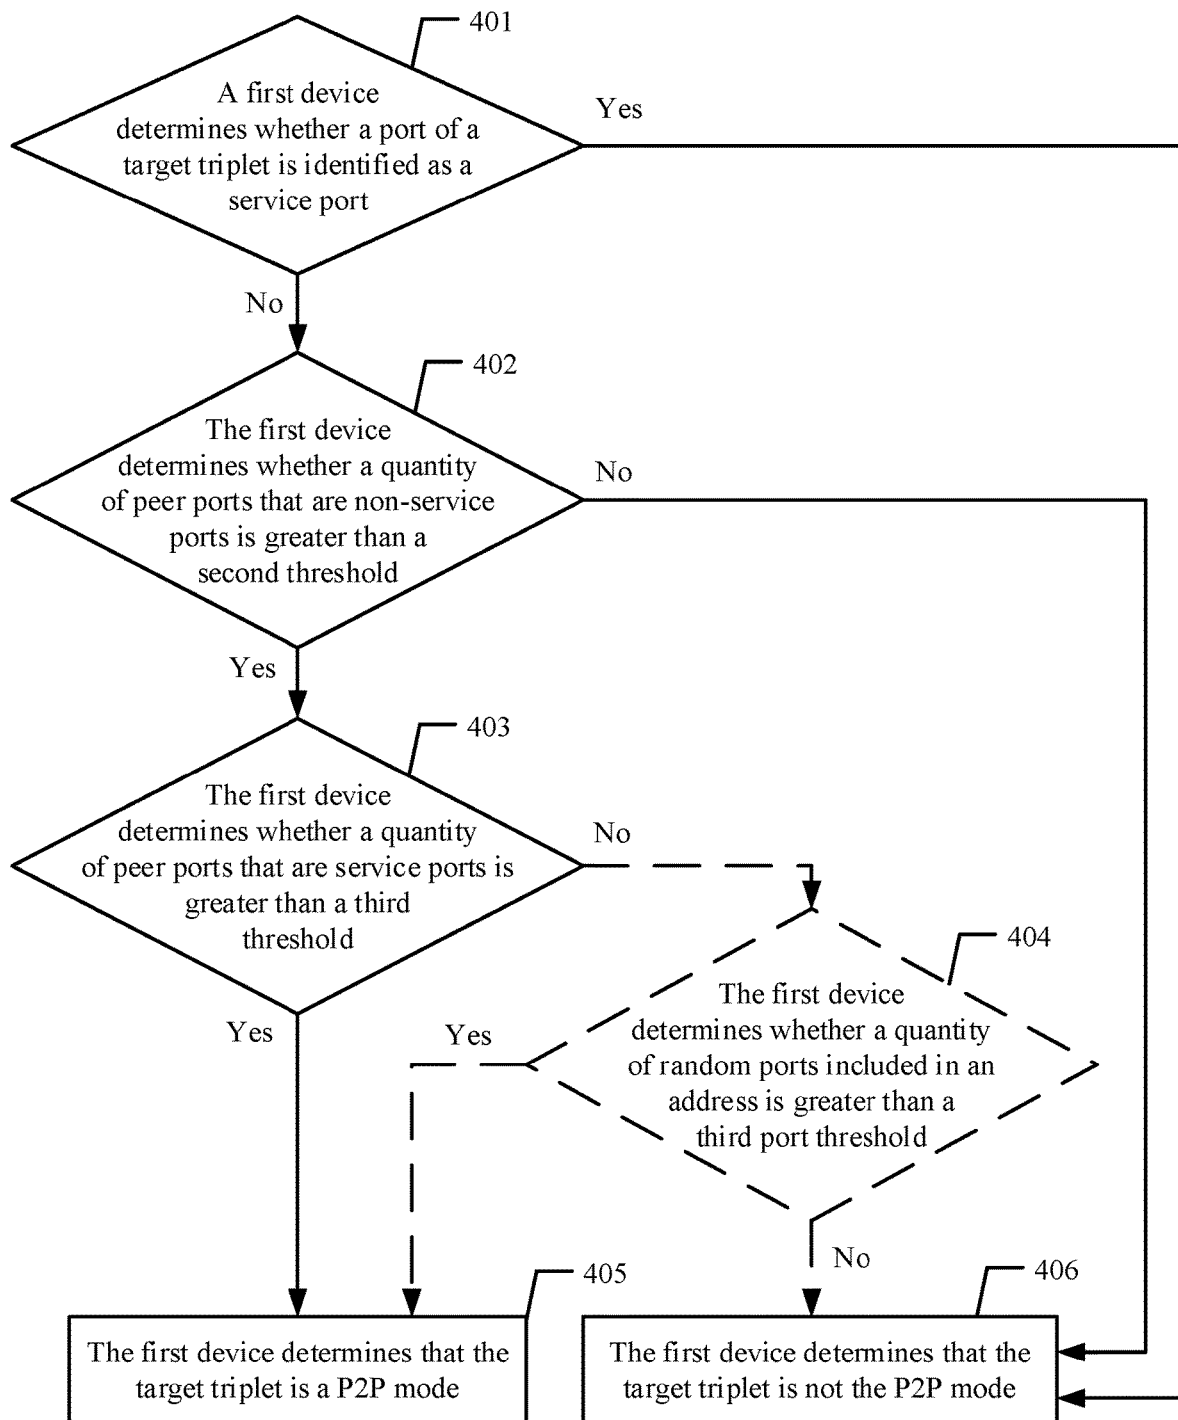 401
A first device
determines whether a port of a
target triplet is identified as a
service port
Yes
No
402
The first device
determines whether a quantity
of peer ports that are non-service
ports is greater than a
second threshold
No
Yes
403
The first device
determines whether a quantity
of peer ports that are service ports is
greater than a third
threshold
No
Yes
404
The first device
determines whether a quantity
of random ports included in an
address is greater than a
third port threshold
Yes
No
405
The first device determines that the
target triplet is a P2P mode
406
The first device determines that the
target triplet is not the P2P mode